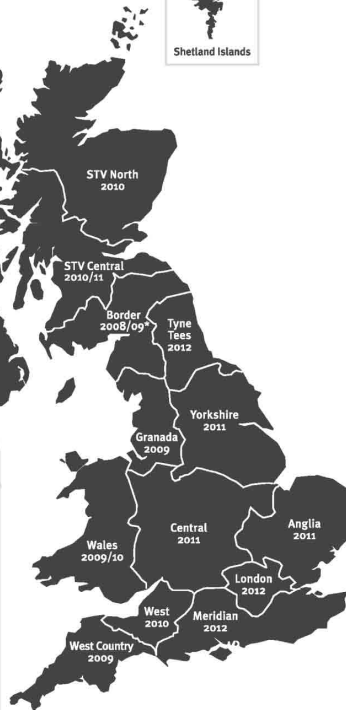 Shetland Islands
STV North
2010
STV Central
2010/11
Border
2008/09*
Tyne
Tees
2012
Yorkshire
2011
Granada
2009
Central
2011
Anglia
2011
Wales
2009/10
London
2012
West
2010
Meridian
2012
West Country
2009